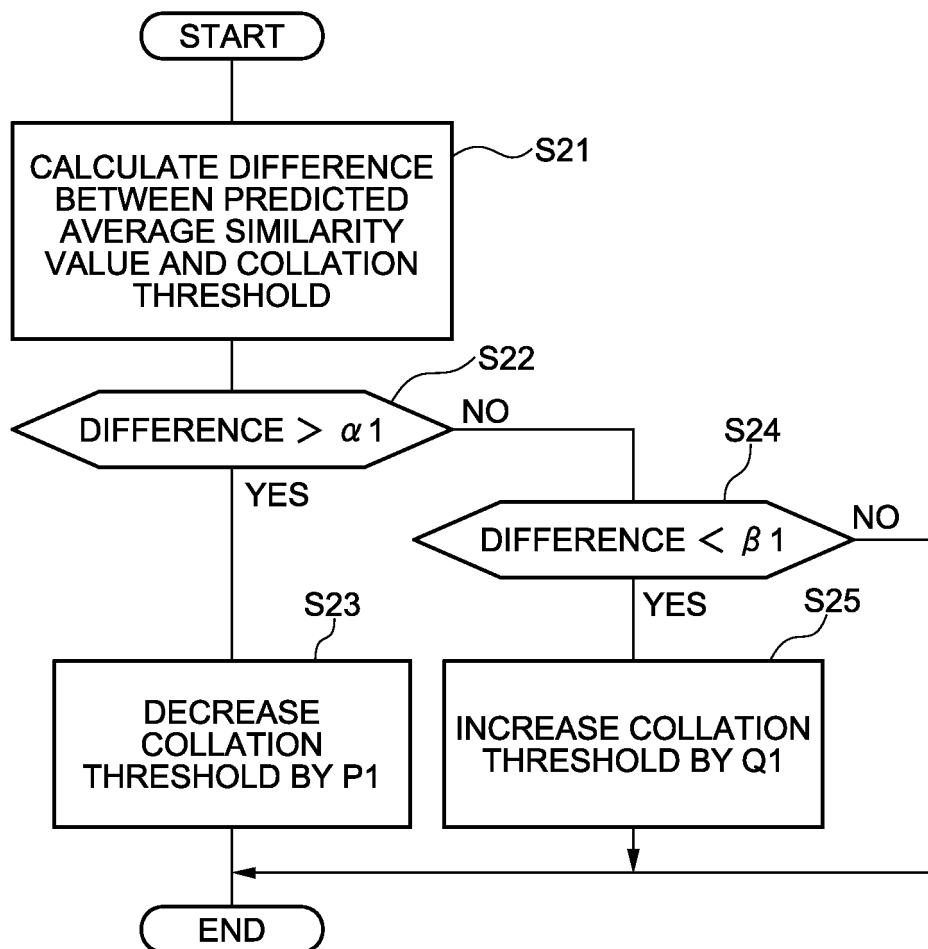 START
S21
CALCULATE DIFFERENCE
BETWEEN PREDICTED
AVERAGE SIMILARITY
VALUE AND COLLATION
THRESHOLD
S22
DIFFERENCE > α1
NO
YES
S24
DIFFERENCE < β1
NO
YES
S23
DECREASE
COLLATION
THRESHOLD BY P1
S25
INCREASE COLLATION
THRESHOLD BY Q1
END